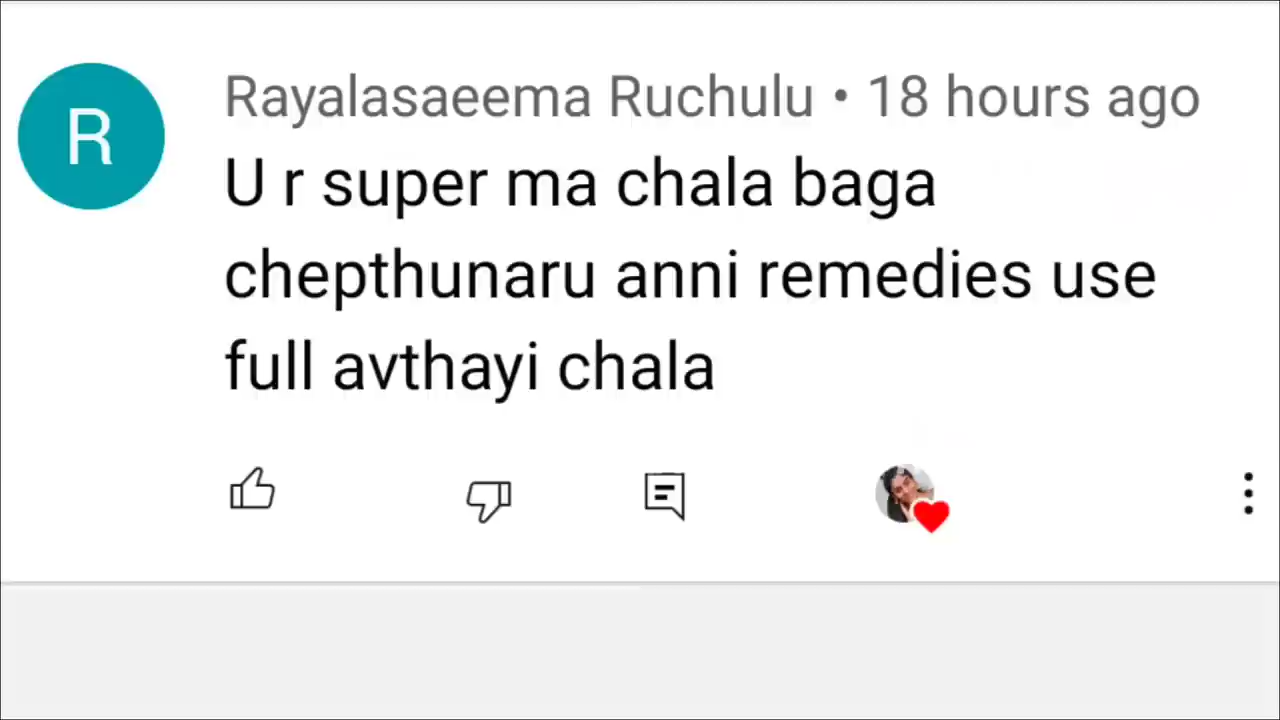 R
Rayalasaeema Ruchulu • 18 hours ago
U r super ma chala baga
chepthunaru anni remedies use
full avthayi chala